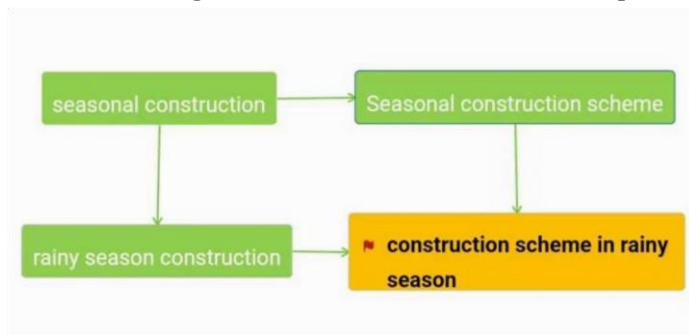 seasonal construction
Seasonal construction scheme
rainy season construction
construction scheme in rainy
season